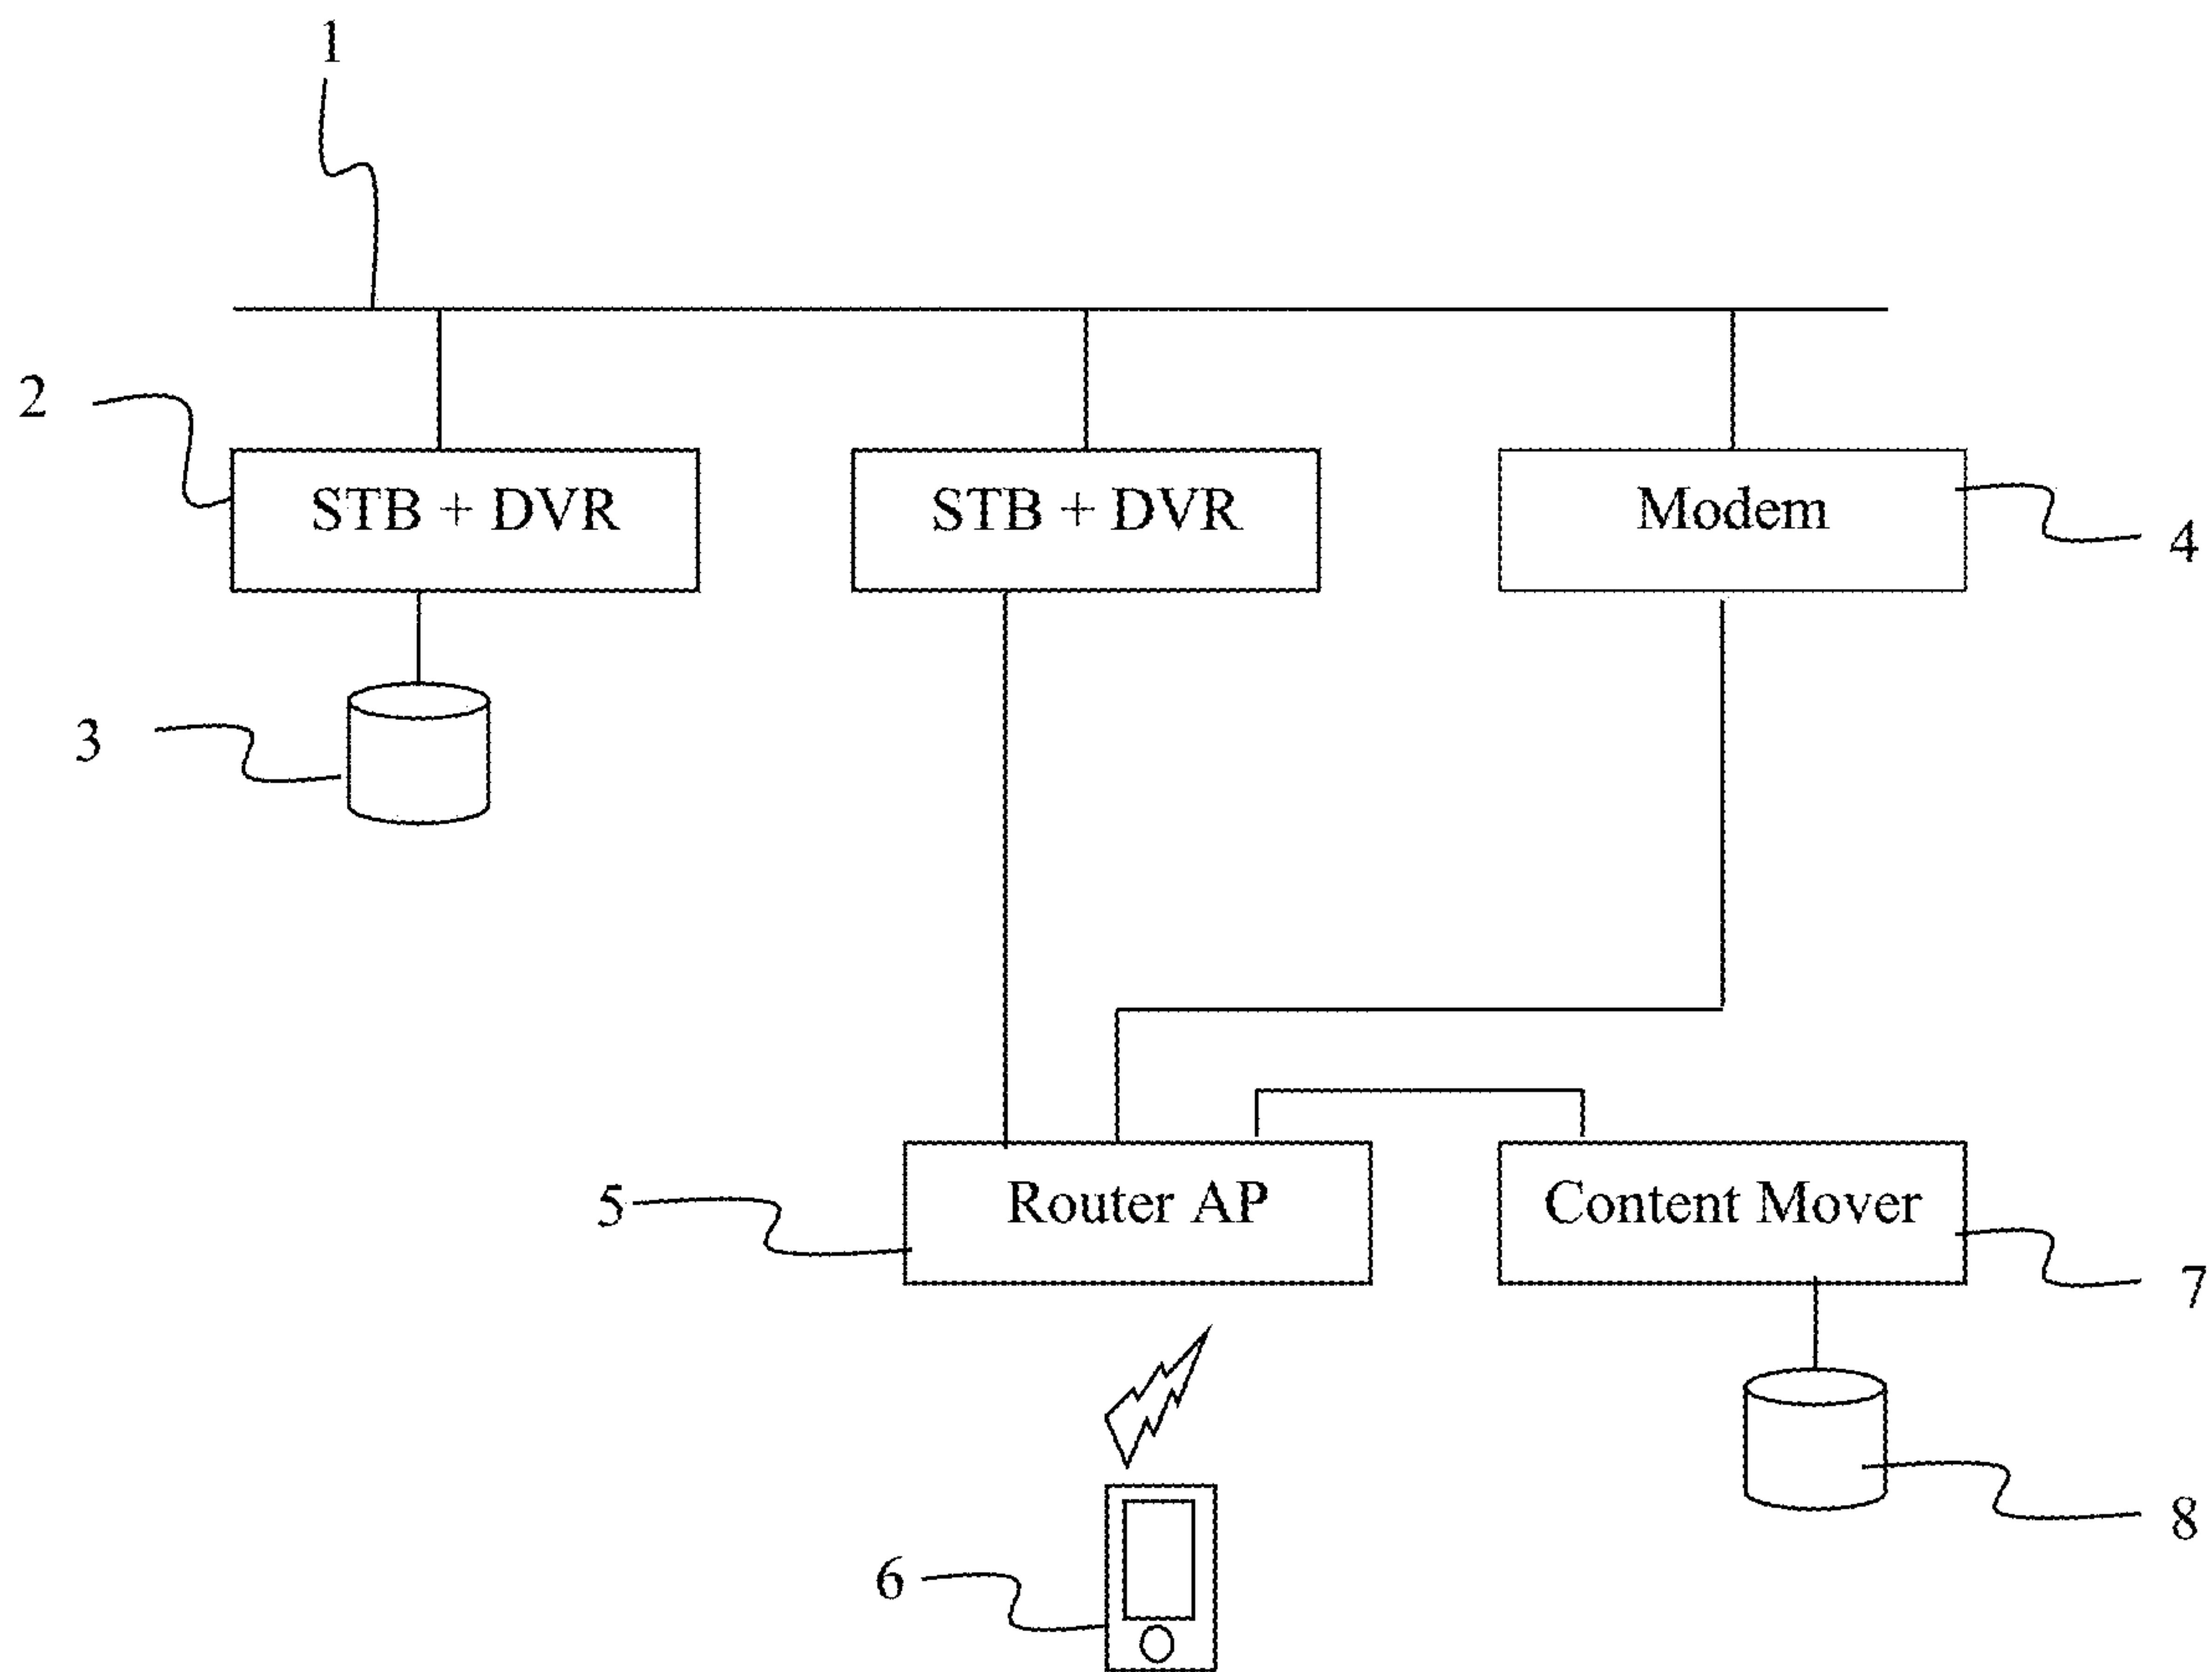 1
2
STB + DVR
STB + DVR
Modem
4
3
5
Router AP
Content Mover
7
6
8